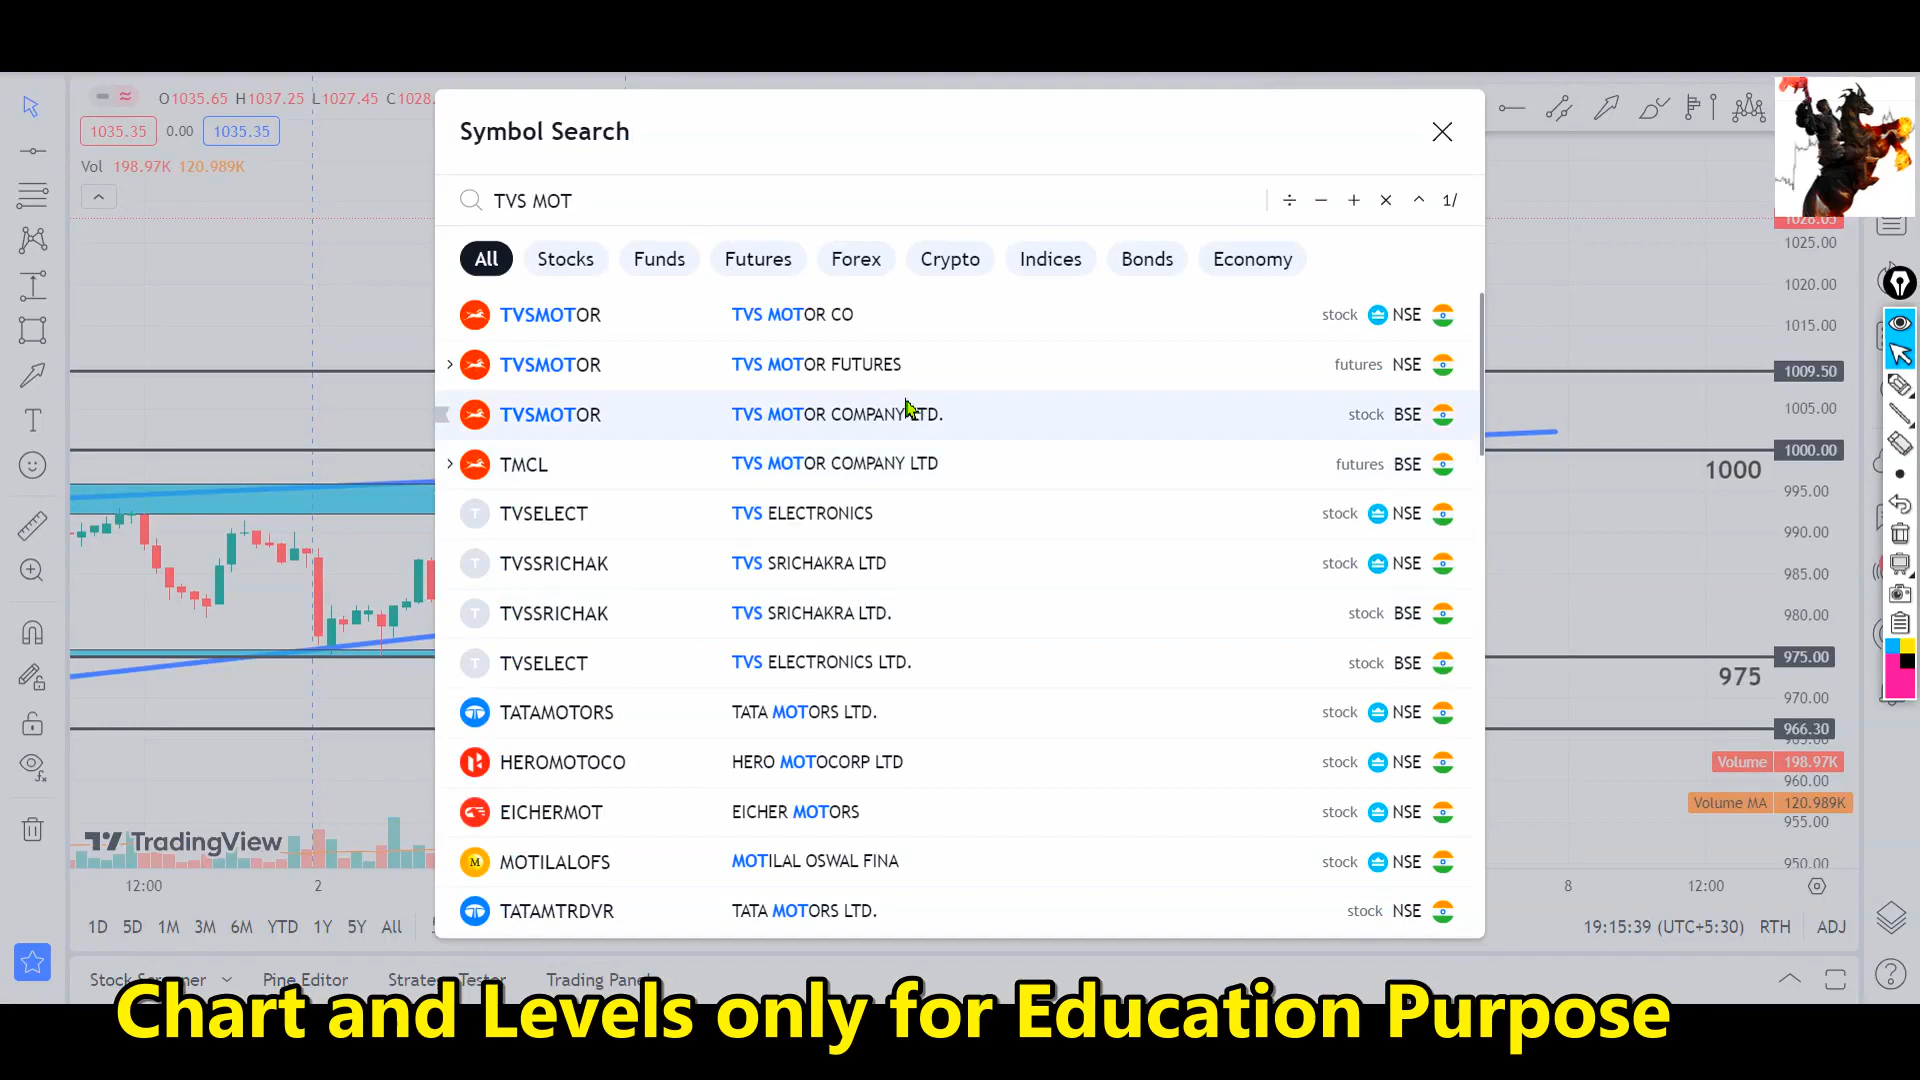 O1035.65 H1037.25 L1027.45 C1028.
1035.35 0.00 1035.35
Vol 198.97K 120.989K
Symbol Search
TVS MOT
÷ − + × ^ 1/
All Stocks Funds Futures Forex Crypto Indices Bonds Economy
TVSMOTOR TVS MOTOR CO stock NSE
TVSMOTOR TVS MOTOR FUTURES futures NSE
TVSMOTOR TVS MOTOR COMPANY LTD. stock BSE
TMCL TVS MOTOR COMPANY LTD futures BSE
TVSELECT TVS ELECTRONICS stock NSE
TVSSRICHAK TVS SRICHAKRA LTD stock NSE
TVSSRICHAK TVS SRICHAKRA LTD. stock BSE
TVSELECT TVS ELECTRONICS LTD. stock BSE
TATAMOTORS TATA MOTORS LTD. stock NSE
HEROMOTOCO HERO MOTOCORP LTD stock NSE
EICHERMOT EICHER MOTORS stock NSE
M MOTILALOFS MOTILAL OSWAL FINA stock NSE
TATAMTRDVR TATA MOTORS LTD. stock NSE
1028.05
1025.00
1020.00
1015.00
1009.50
1005.00
1000.00
1000
995.00
990.00
985.00
980.00
975.00
975
970.00
966.30
Volume 198.97K
960.00
Volume MA 120.989K
955.00
950.00
TradingView
12:00 2 8 12:00
1D 5D 1M 3M 6M YTD 1Y 5Y All
19:15:39 (UTC+5:30) RTH ADJ
Stock Screener Pine Editor Strategy Tester Trading Panel
Chart and Levels only for Education Purpose